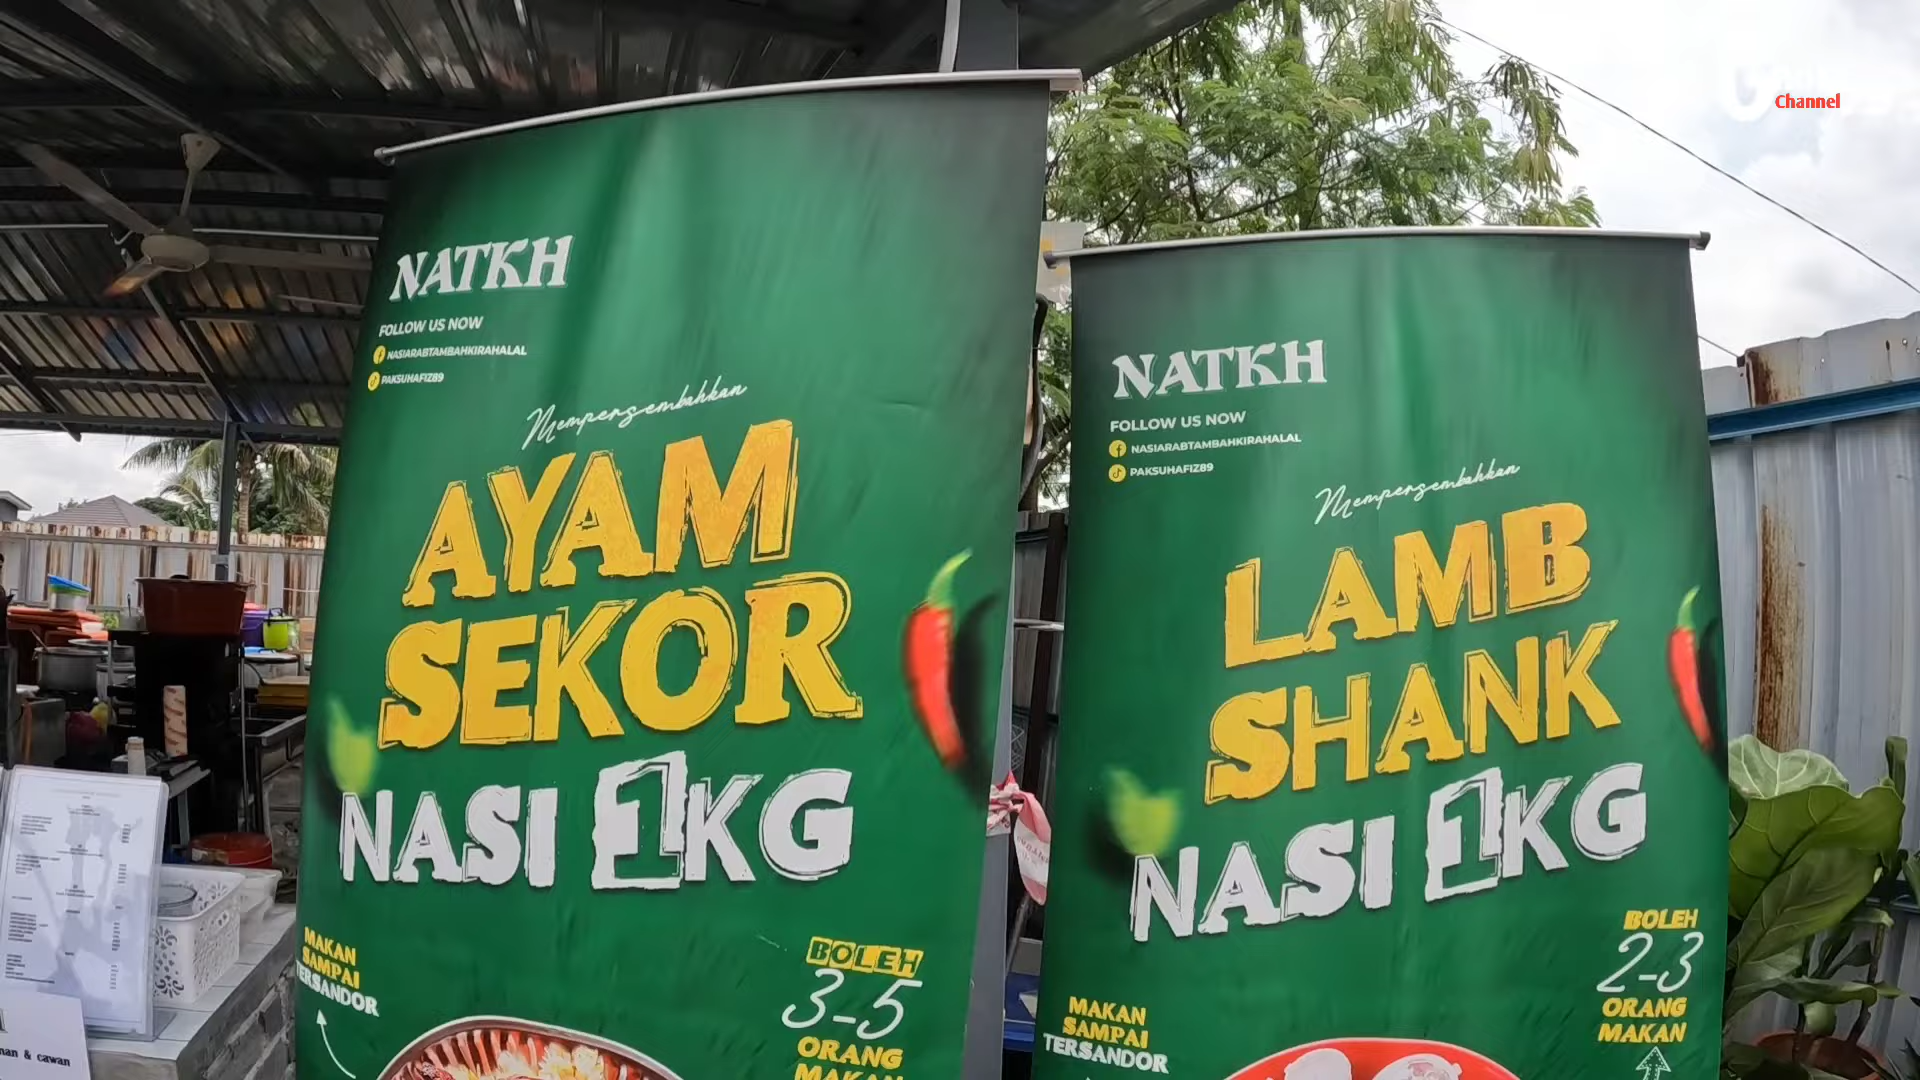 Channel
NATKH
FOLLOW US NOW
NASIARABTAMBAHKIRAHALAL
PAKSUHAFIZ89
Mempersembahkan
AYAM
SEKOR
NASI 1KG
MAKAN
SAMPAI
TERSANDOR
BOLEH
3-5
ORANG
MAKAN
NATKH
FOLLOW US NOW
NASIARABTAMBAHKIRAHALAL
PAKSUHAFIZ89
Mempersembahkan
LAMB
SHANK
NASI 1KG
MAKAN
SAMPAI
TERSANDOR
BOLEH
2-3
ORANG
MAKAN
& cawan